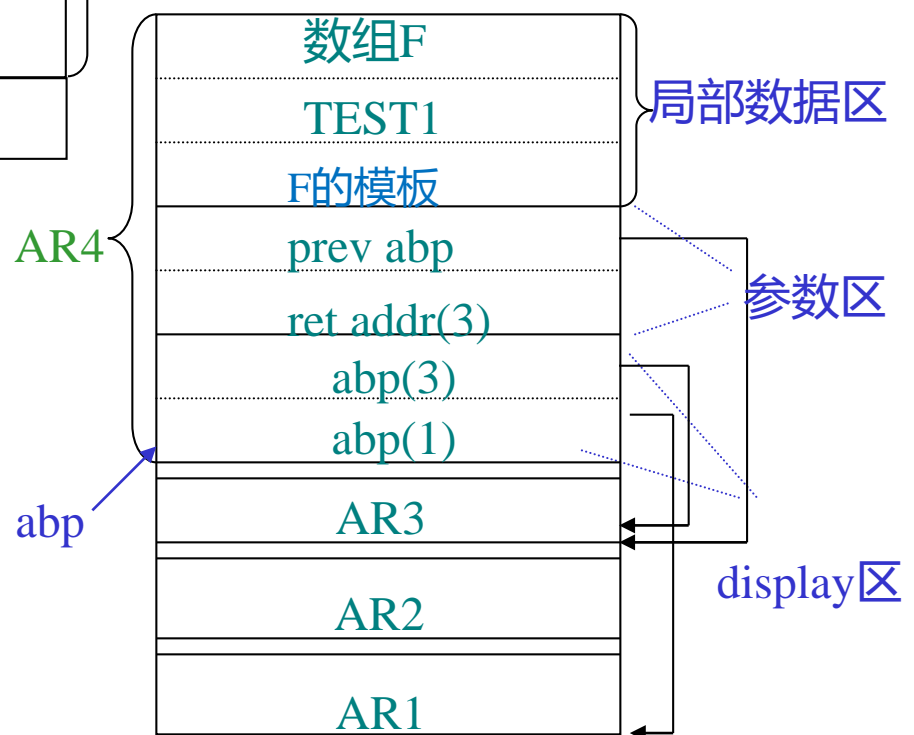 数组F
局部数据区
TEST1
F的模板
AR4
prev abp
参数区
ret addr(3)
abp(3)
abp(1)
abp
AR3
display区
AR2
AR1